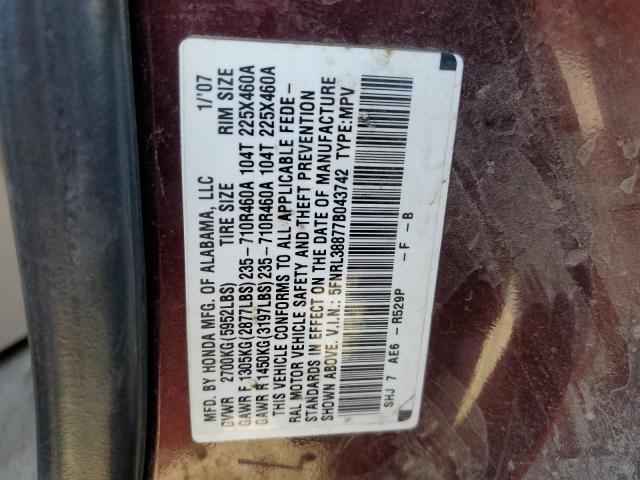 MFD. BY HONDA MFG. OF ALABAMA, LLC 1/'07
GVWR 2700KG(5952LBS) TIRE SIZE RIM SIZE
GAWR F 1305KG(2877LBS)235-710R460A 104T 225X460A
GAWR R 1450KG(3197LBS)235-710R460A 104T 225X460A
THIS VEHICLE CONFORMS TO ALL APPLICABLE FEDE-
RAL MOTOR VEHICLE SAFETY AND THEFT PREVENTION
STANDARDS IN EFFECT ON THE DATE OF MANUFACTURE
SHOWN ABOVE. V.I.N.: 5FNRL38877B043742 TYPE:MPV
SHJ 7 AE6 -R529P -F -B